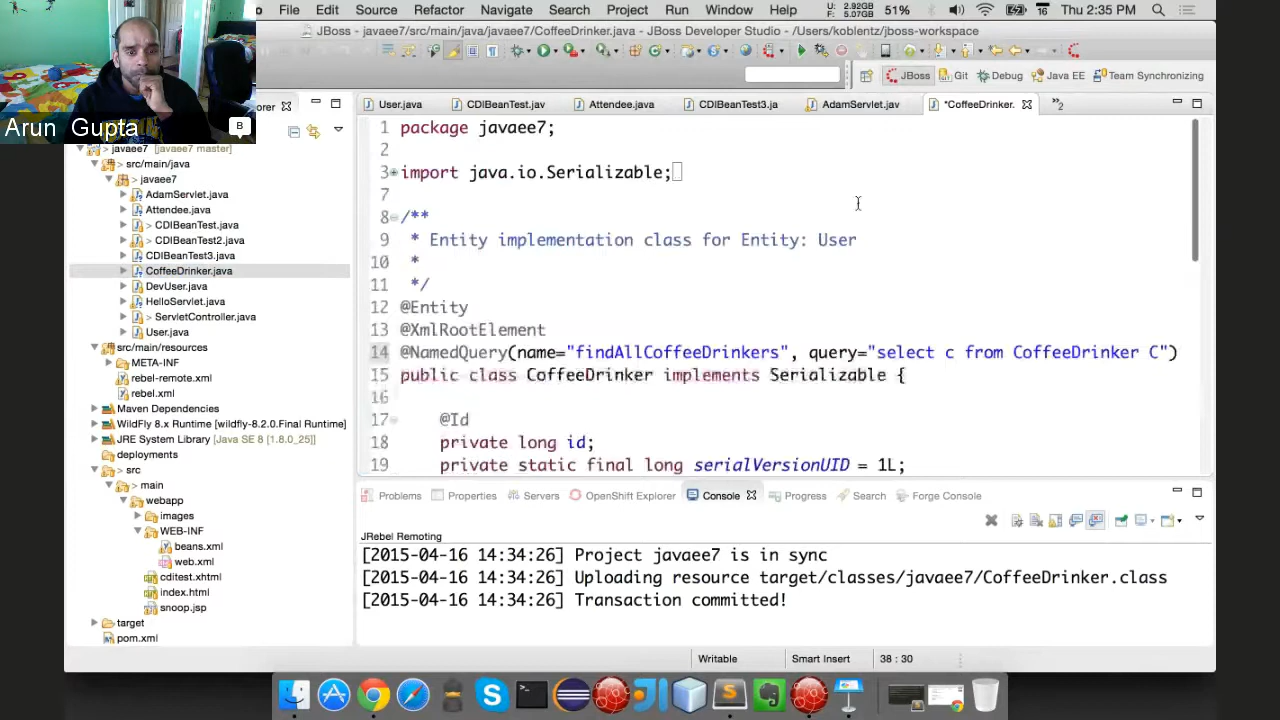 File Edit Source Refactor Navigate Search Project Run Window Help U: 2.92GB F: 5.07GB 51% 16 Thu 2:35 PM
JBoss - javaee7/src/main/java/javaee7/CoffeeDrinker.java - JBoss Developer Studio - /Users/koblentz/jboss-workspace
JBoss Git Debug Java EE Team Synchronizing
Arun Gupta B
orer
User.java CDIBeanTest.jav Attendee.java CDIBeanTest3.ja AdamServlet.jav *CoffeeDrinker. »2
> javaee7 [javaee7 master]
> src/main/java
> javaee7
AdamServlet.java
Attendee.java
> CDIBeanTest.java
> CDIBeanTest2.java
CDIBeanTest3.java
CoffeeDrinker.java
DevUser.java
HelloServlet.java
> ServletController.java
User.java
src/main/resources
META-INF
rebel-remote.xml
rebel.xml
Maven Dependencies
WildFly 8.x Runtime [wildfly-8.2.0.Final Runtime]
JRE System Library [Java SE 8 [1.8.0_25]]
deployments
> src
> main
webapp
images
WEB-INF
beans.xml
web.xml
cditest.xhtml
index.html
snoop.jsp
target
pom.xml
1 package javaee7;
2
3 import java.io.Serializable;
7
8 /**
9 * Entity implementation class for Entity: User
10 *
11 */
12 @Entity
13 @XmlRootElement
14 @NamedQuery(name="findAllCoffeeDrinkers", query="select c from CoffeeDrinker C")
15 public class CoffeeDrinker implements Serializable {
16
17 @Id
18 private long id;
19 private static final long serialVersionUID = 1L;
Problems Properties Servers OpenShift Explorer Console Progress Search Forge Console
JRebel Remoting
[2015-04-16 14:34:26] Project javaee7 is in sync
[2015-04-16 14:34:26] Uploading resource target/classes/javaee7/CoffeeDrinker.class
[2015-04-16 14:34:26] Transaction committed!
Writable Smart Insert 38 : 30